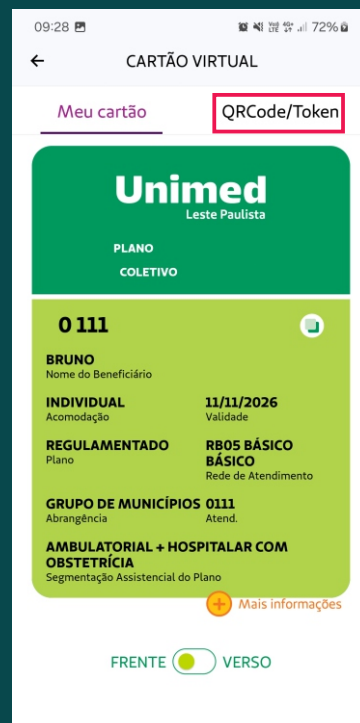 09:28 72%
CARTÃO VIRTUAL
Meu cartão QRCode/Token
Unimed
Leste Paulista
PLANO
COLETIVO
0 111
BRUNO
Nome do Beneficiário
INDIVIDUAL 11/11/2026
Acomodação Validade
REGULAMENTADO RB05 BÁSICO
Plano BÁSICO
Rede de Atendimento
GRUPO DE MUNICÍPIOS 0111
Abrangência Atend.
AMBULATORIAL + HOSPITALAR COM
OBSTETRÍCIA
Segmentação Assistencial do Plano
Mais informações
FRENTE VERSO